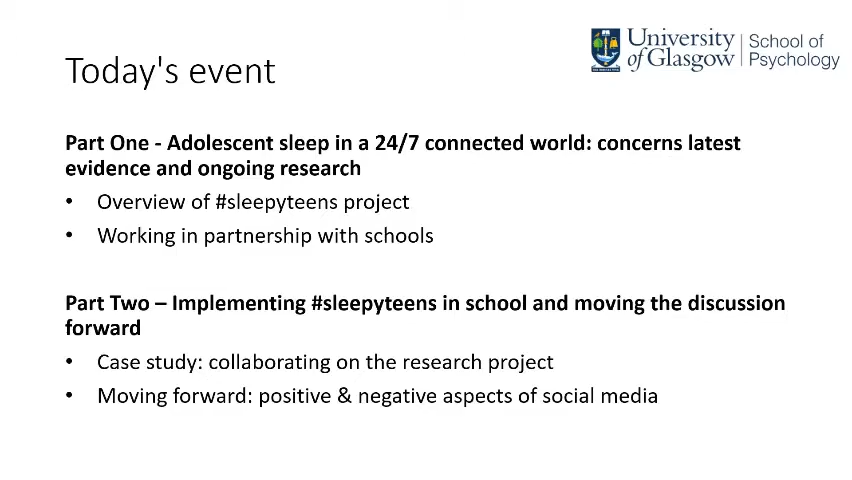 Today's event
University
of Glasgow
School of
Psychology
Part One - Adolescent sleep in a 24/7 connected world: concerns latest
evidence and ongoing research
• Overview of #sleepyteens project
• Working in partnership with schools
Part Two – Implementing #sleepyteens in school and moving the discussion
forward
• Case study: collaborating on the research project
• Moving forward: positive & negative aspects of social media